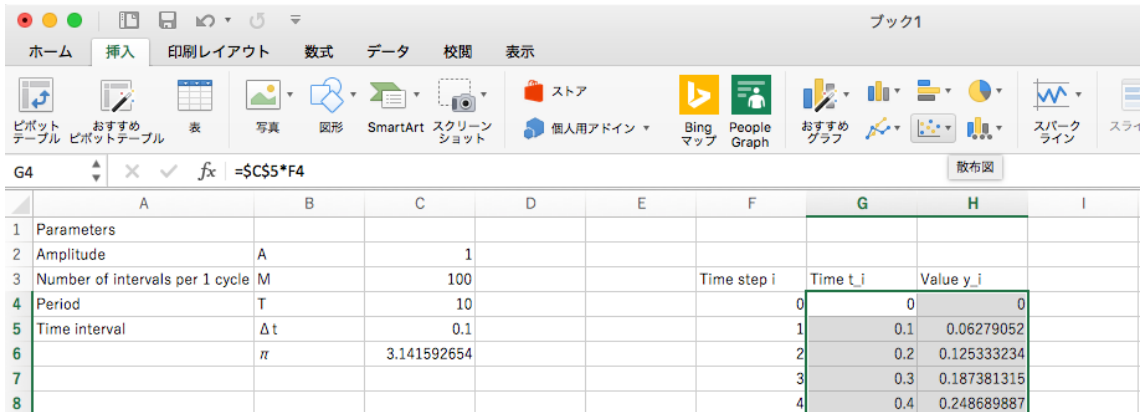 ブック1
ホーム 挿入 印刷レイアウト 数式 データ 校閲 表示
ピボット
テーブル
おすすめ
ピボットテーブル
表
写真
図形
SmartArt
スクリーン
ショット
ストア
個人用アドイン
Bing
マップ
People
Graph
おすすめ
グラフ
スパーク
ライン
スライ
散布図
G4 fx =$C$5*F4
A B C D E F G H I
1 Parameters
2 Amplitude A 1
3 Number of intervals per 1 cycle M 100 Time step i Time t_i Value y_i
4 Period T 10 0 0 0
5 Time interval Δt 0.1 1 0.1 0.06279052
6 π 3.141592654 2 0.2 0.125333234
7 3 0.3 0.187381315
8 4 0.4 0.248689887